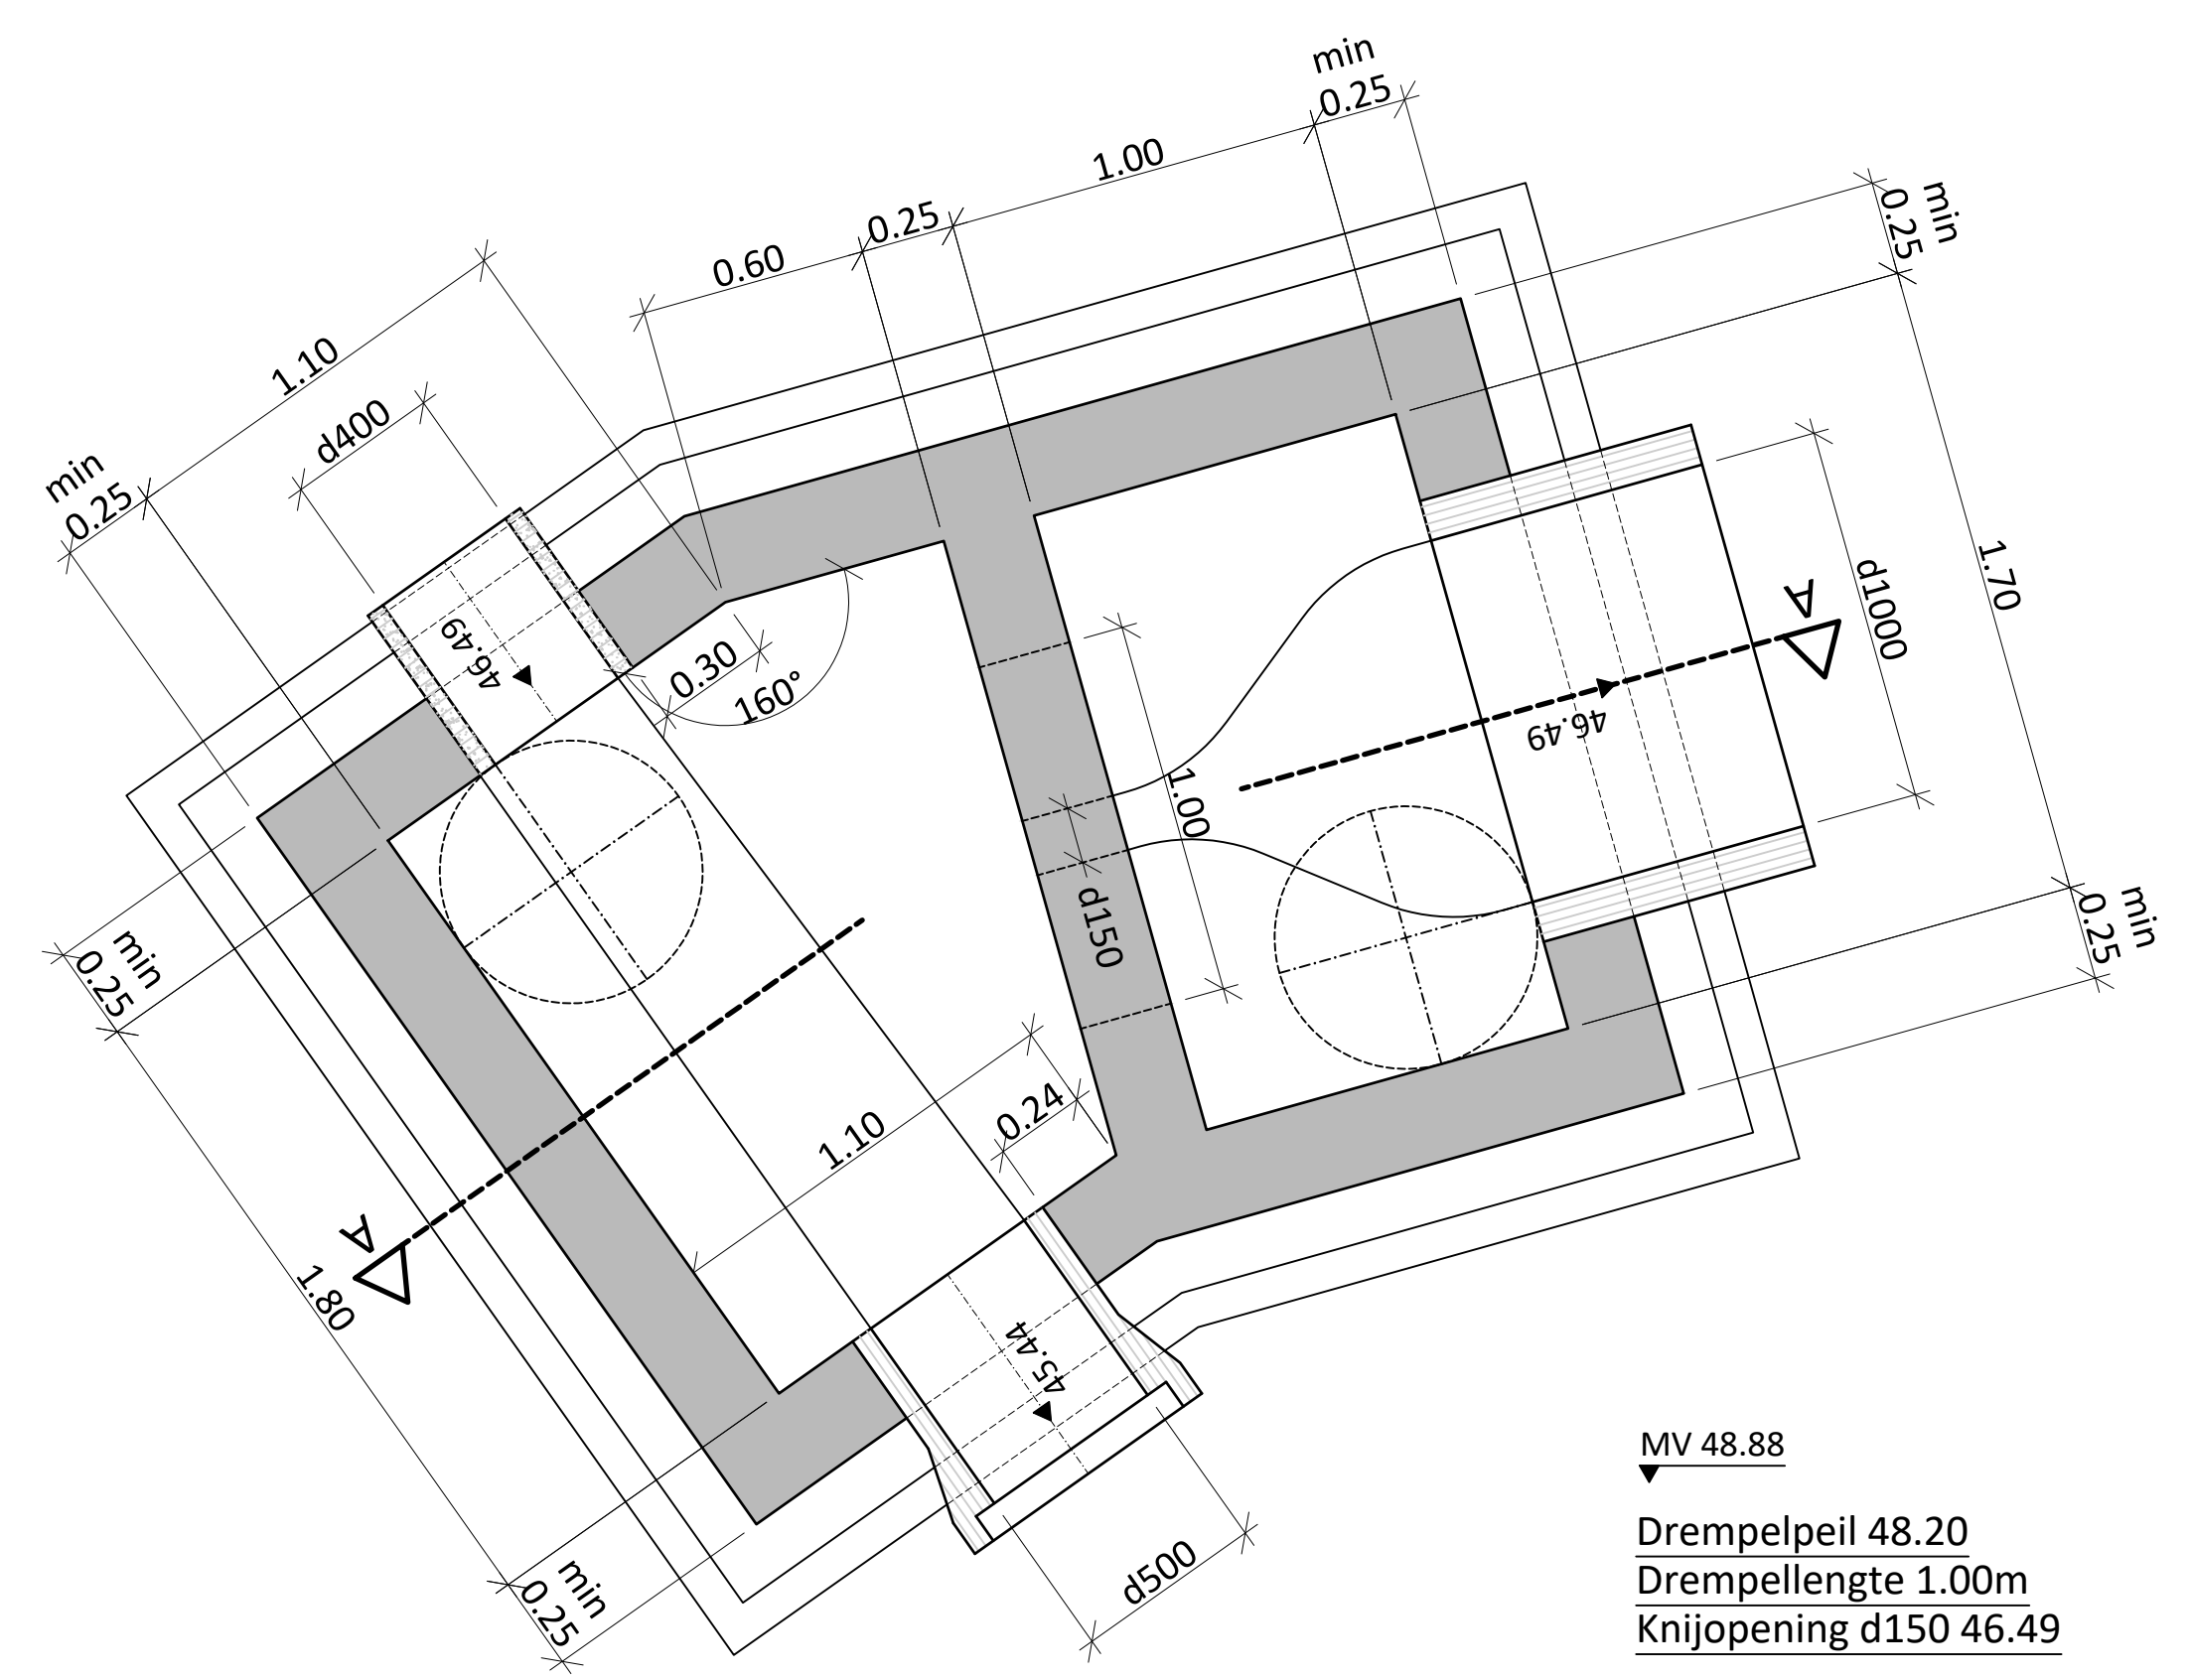 min
0.25
1.00
0.25
0.60
min
0.25
1.10
d400
min
0.25
46.49
0.30
160°
d1000
1.70
A
46.49
1.00
d150
min
0.25
min
0.25
1.10
0.24
A
1.80
45.44
min
0.25
d500
MV 48.88
Drempelpeil 48.20
Drempellengte 1.00m
Knijopening d150 46.49